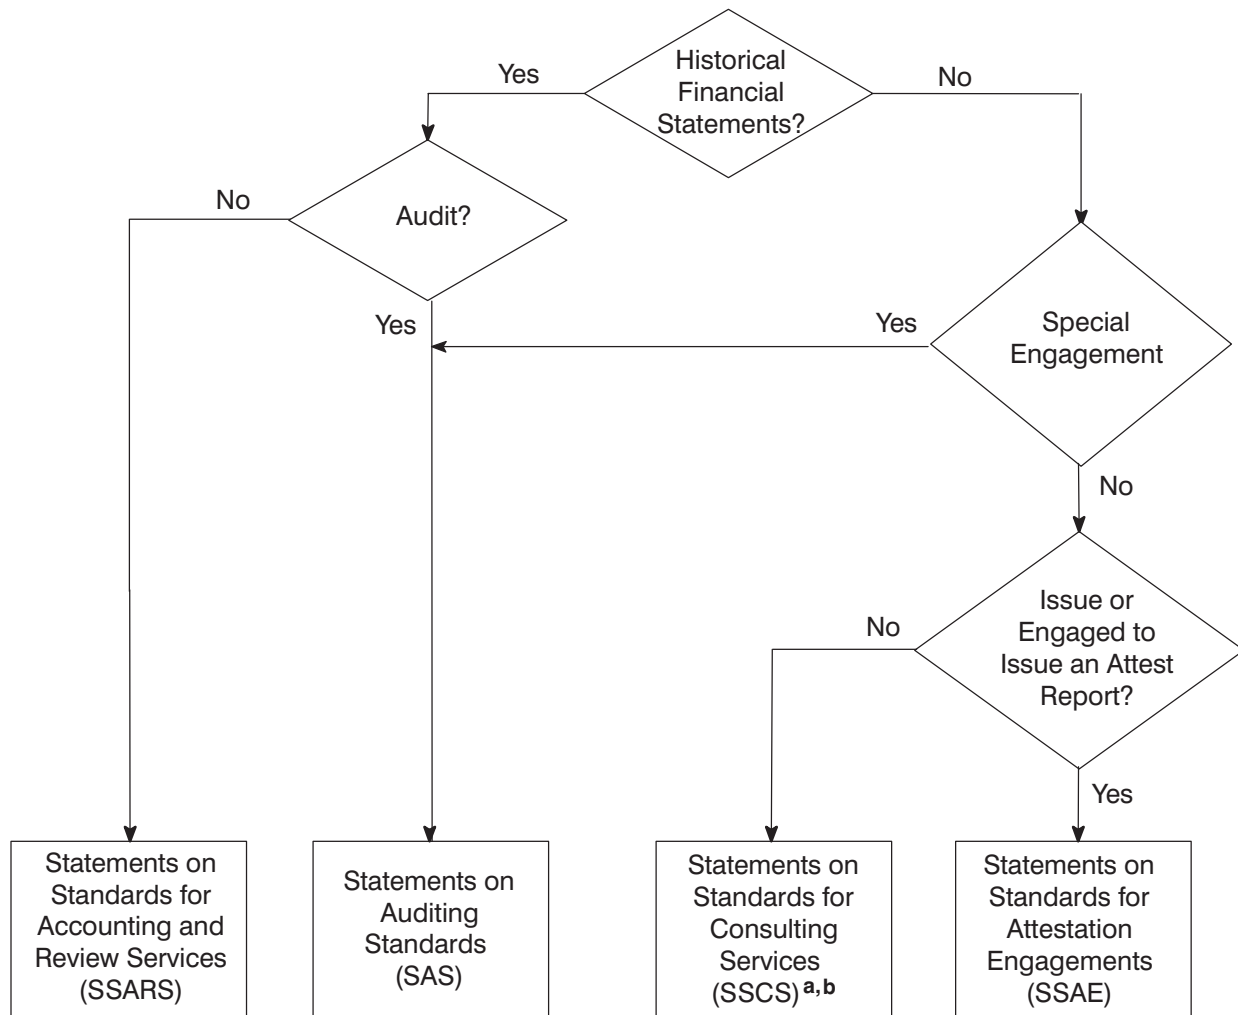 Historical
Financial
Statements?
Yes
No
Audit?
No
Yes
Special
Engagement
Yes
No
Issue or
Engaged to
Issue an Attest
Report?
No
Yes
Statements on
Standards for
Accounting and
Review Services
(SSARS)
Statements on
Auditing
Standards
(SAS)
Statements on
Standards for
Consulting
Services
(SSCS) a,b
Statements on
Standards for
Attestation
Engagements
(SSAE)